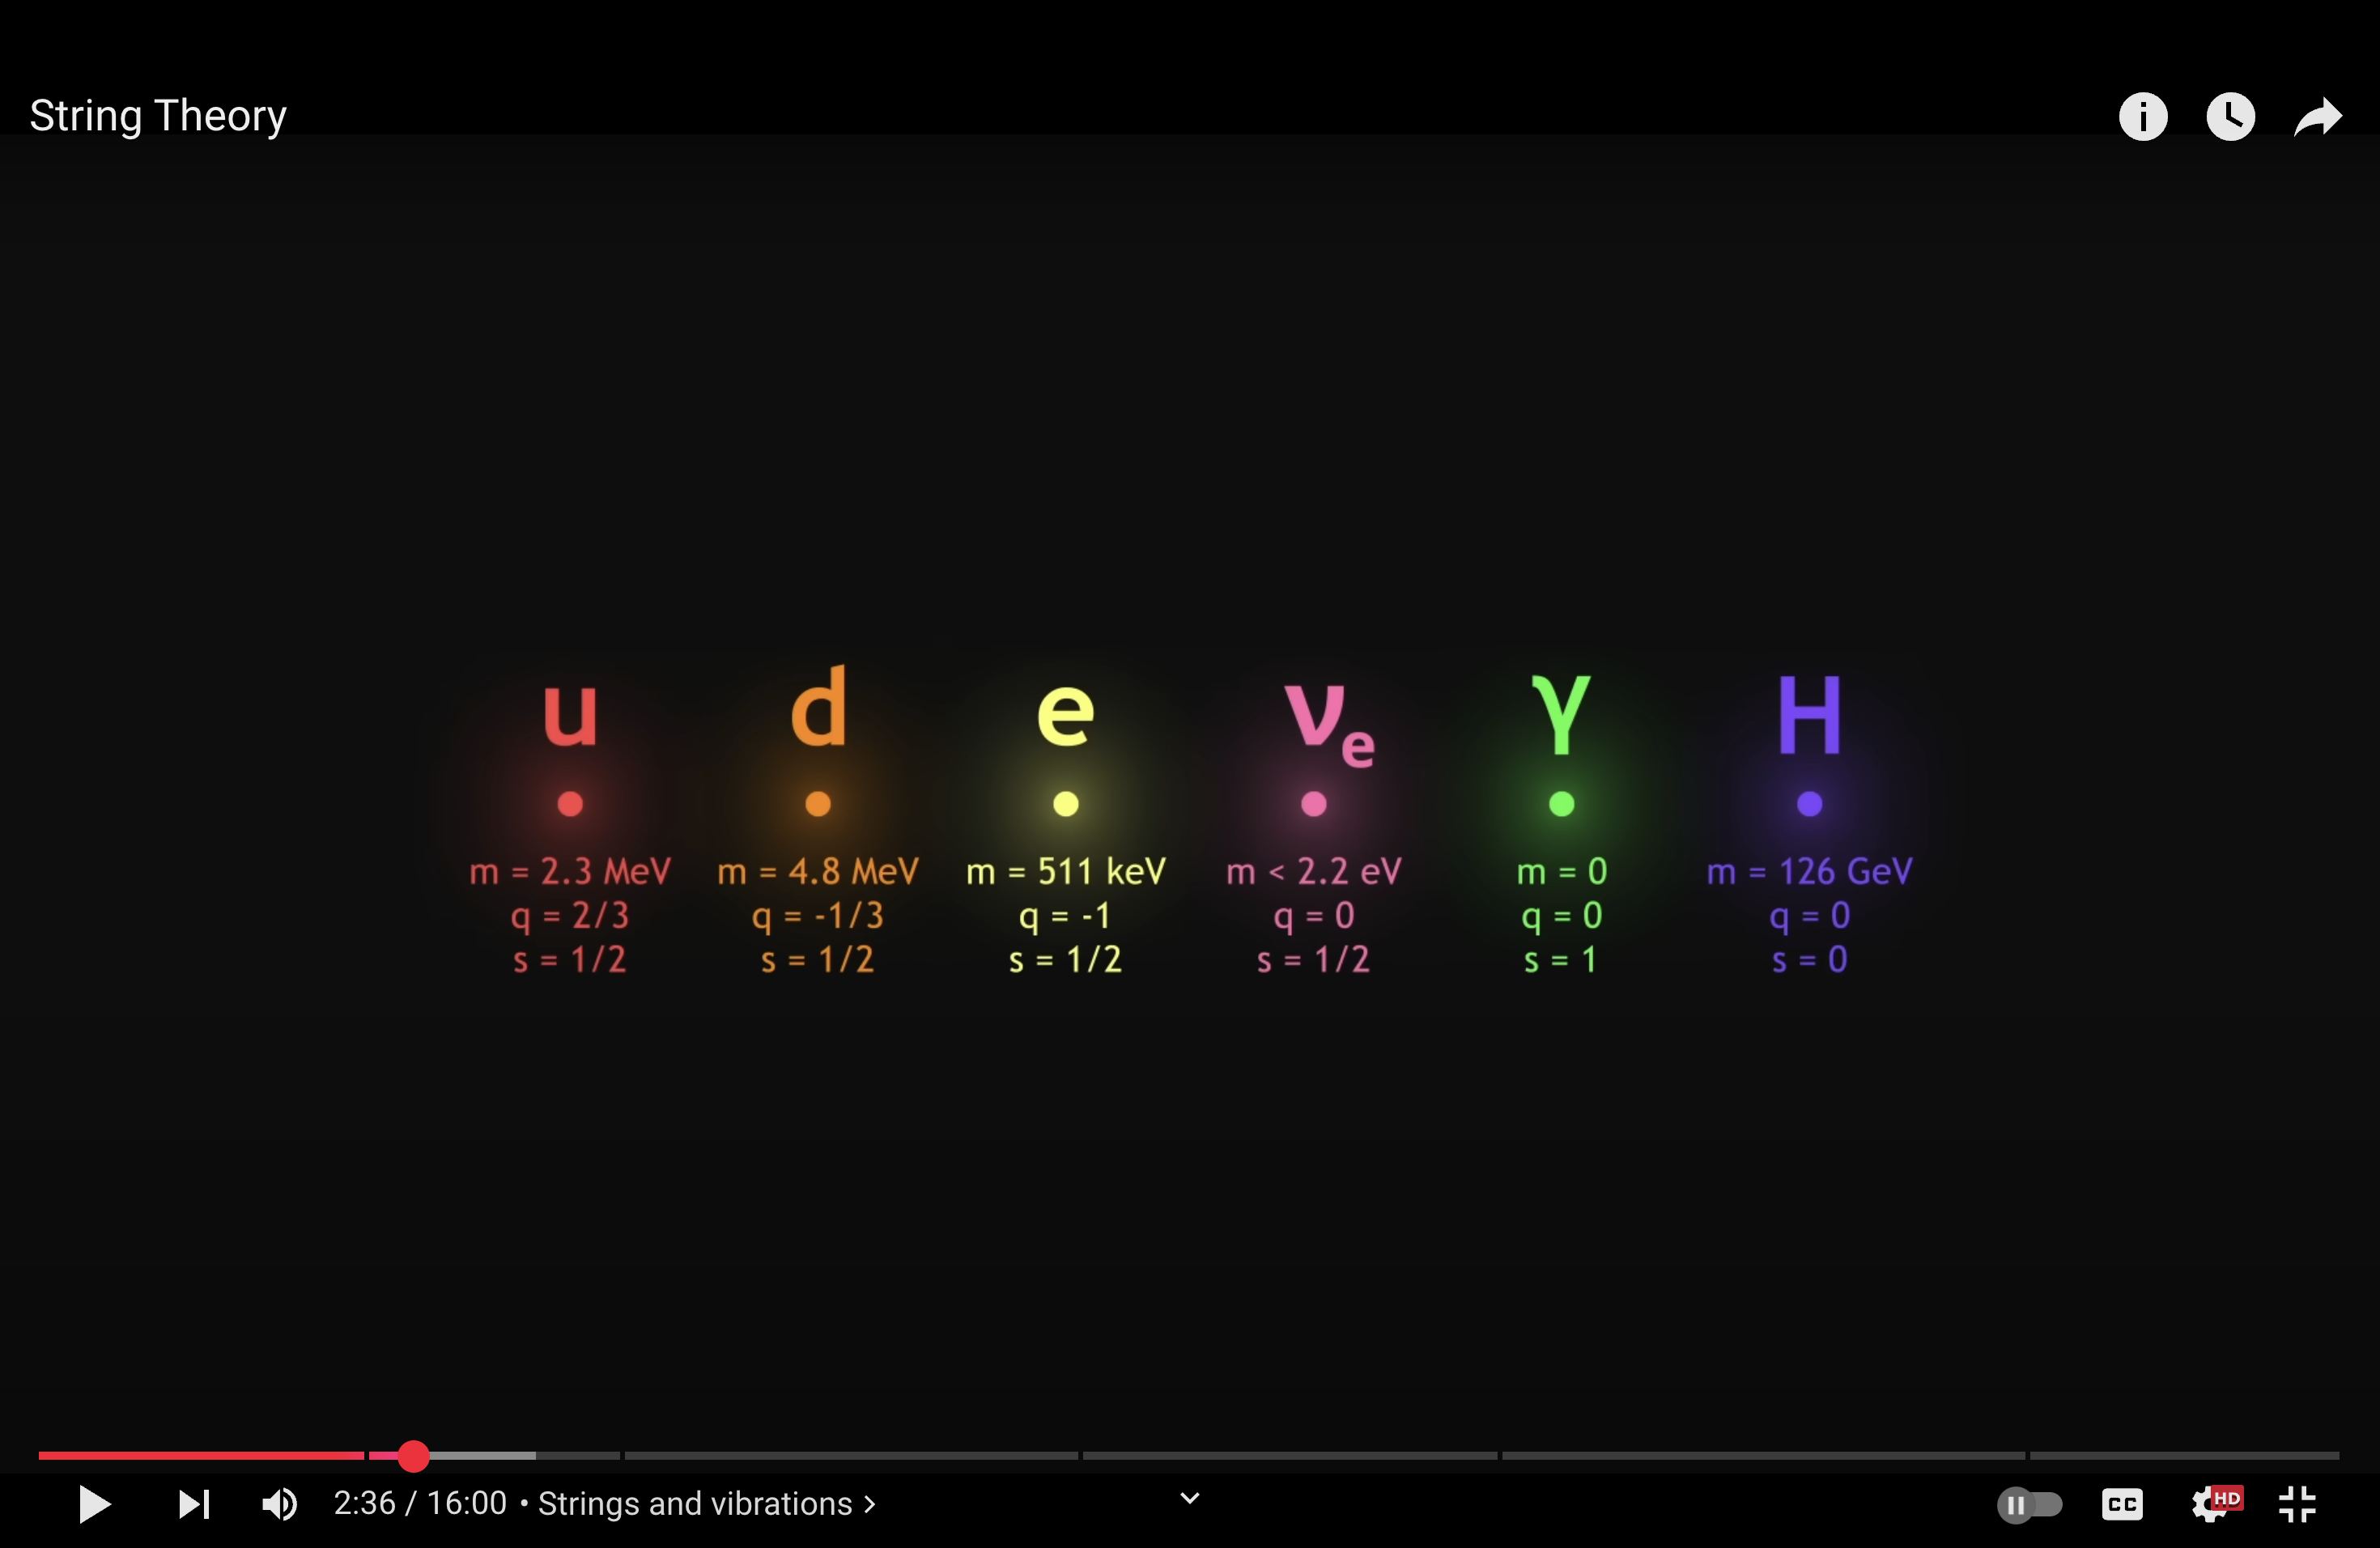 String Theory
u d e νe γ H
m = 2.3 MeV m = 4.8 MeV m = 511 keV m < 2.2 eV m = 0 m = 126 GeV
q = 2/3 q = -1/3 q = -1 q = 0 q = 0 q = 0
s = 1/2 s = 1/2 s = 1/2 s = 1/2 s = 1 s = 0
2:36 / 16:00 • Strings and vibrations >
CC HD